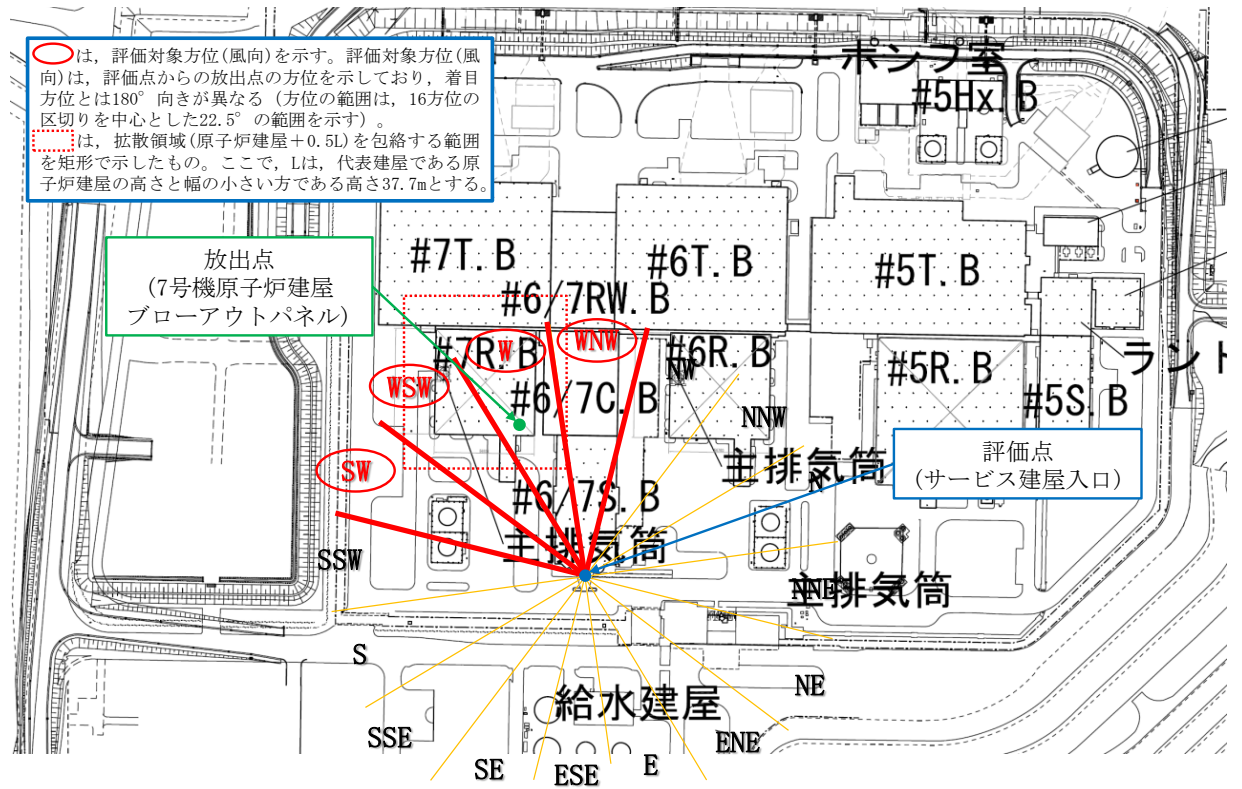 は，評価対象方位(風向)を示す。評価対象方位(風
向)は，評価点からの放出点の方位を示しており，着目
方位とは180°向きが異なる（方位の範囲は，16方位の
区切りを中心とした22.5°の範囲を示す）。
は，拡散領域(原子炉建屋＋0.5L)を包絡する範囲
を矩形で示したもの。ここで，Lは，代表建屋である原
子炉建屋の高さと幅の小さい方である高さ37.7mとする。
ポンプ室
#5Hx.B
放出点
(7号機原子炉建屋
ブローアウトパネル)
#7T.B
#6T.B
#5T.B
#6/7RW.B
#7R.B
W
WNW
#6R.B
#5R.B
ランド
WSW
#6/7C.B
NW
NNW
#5S.B
SW
評価点
(サービス建屋入口)
主排気筒
N
#6/7S.B
主排気筒
SSW
NNE
主排気筒
S
NE
給水建屋
SSE
ENE
SE
ESE
E